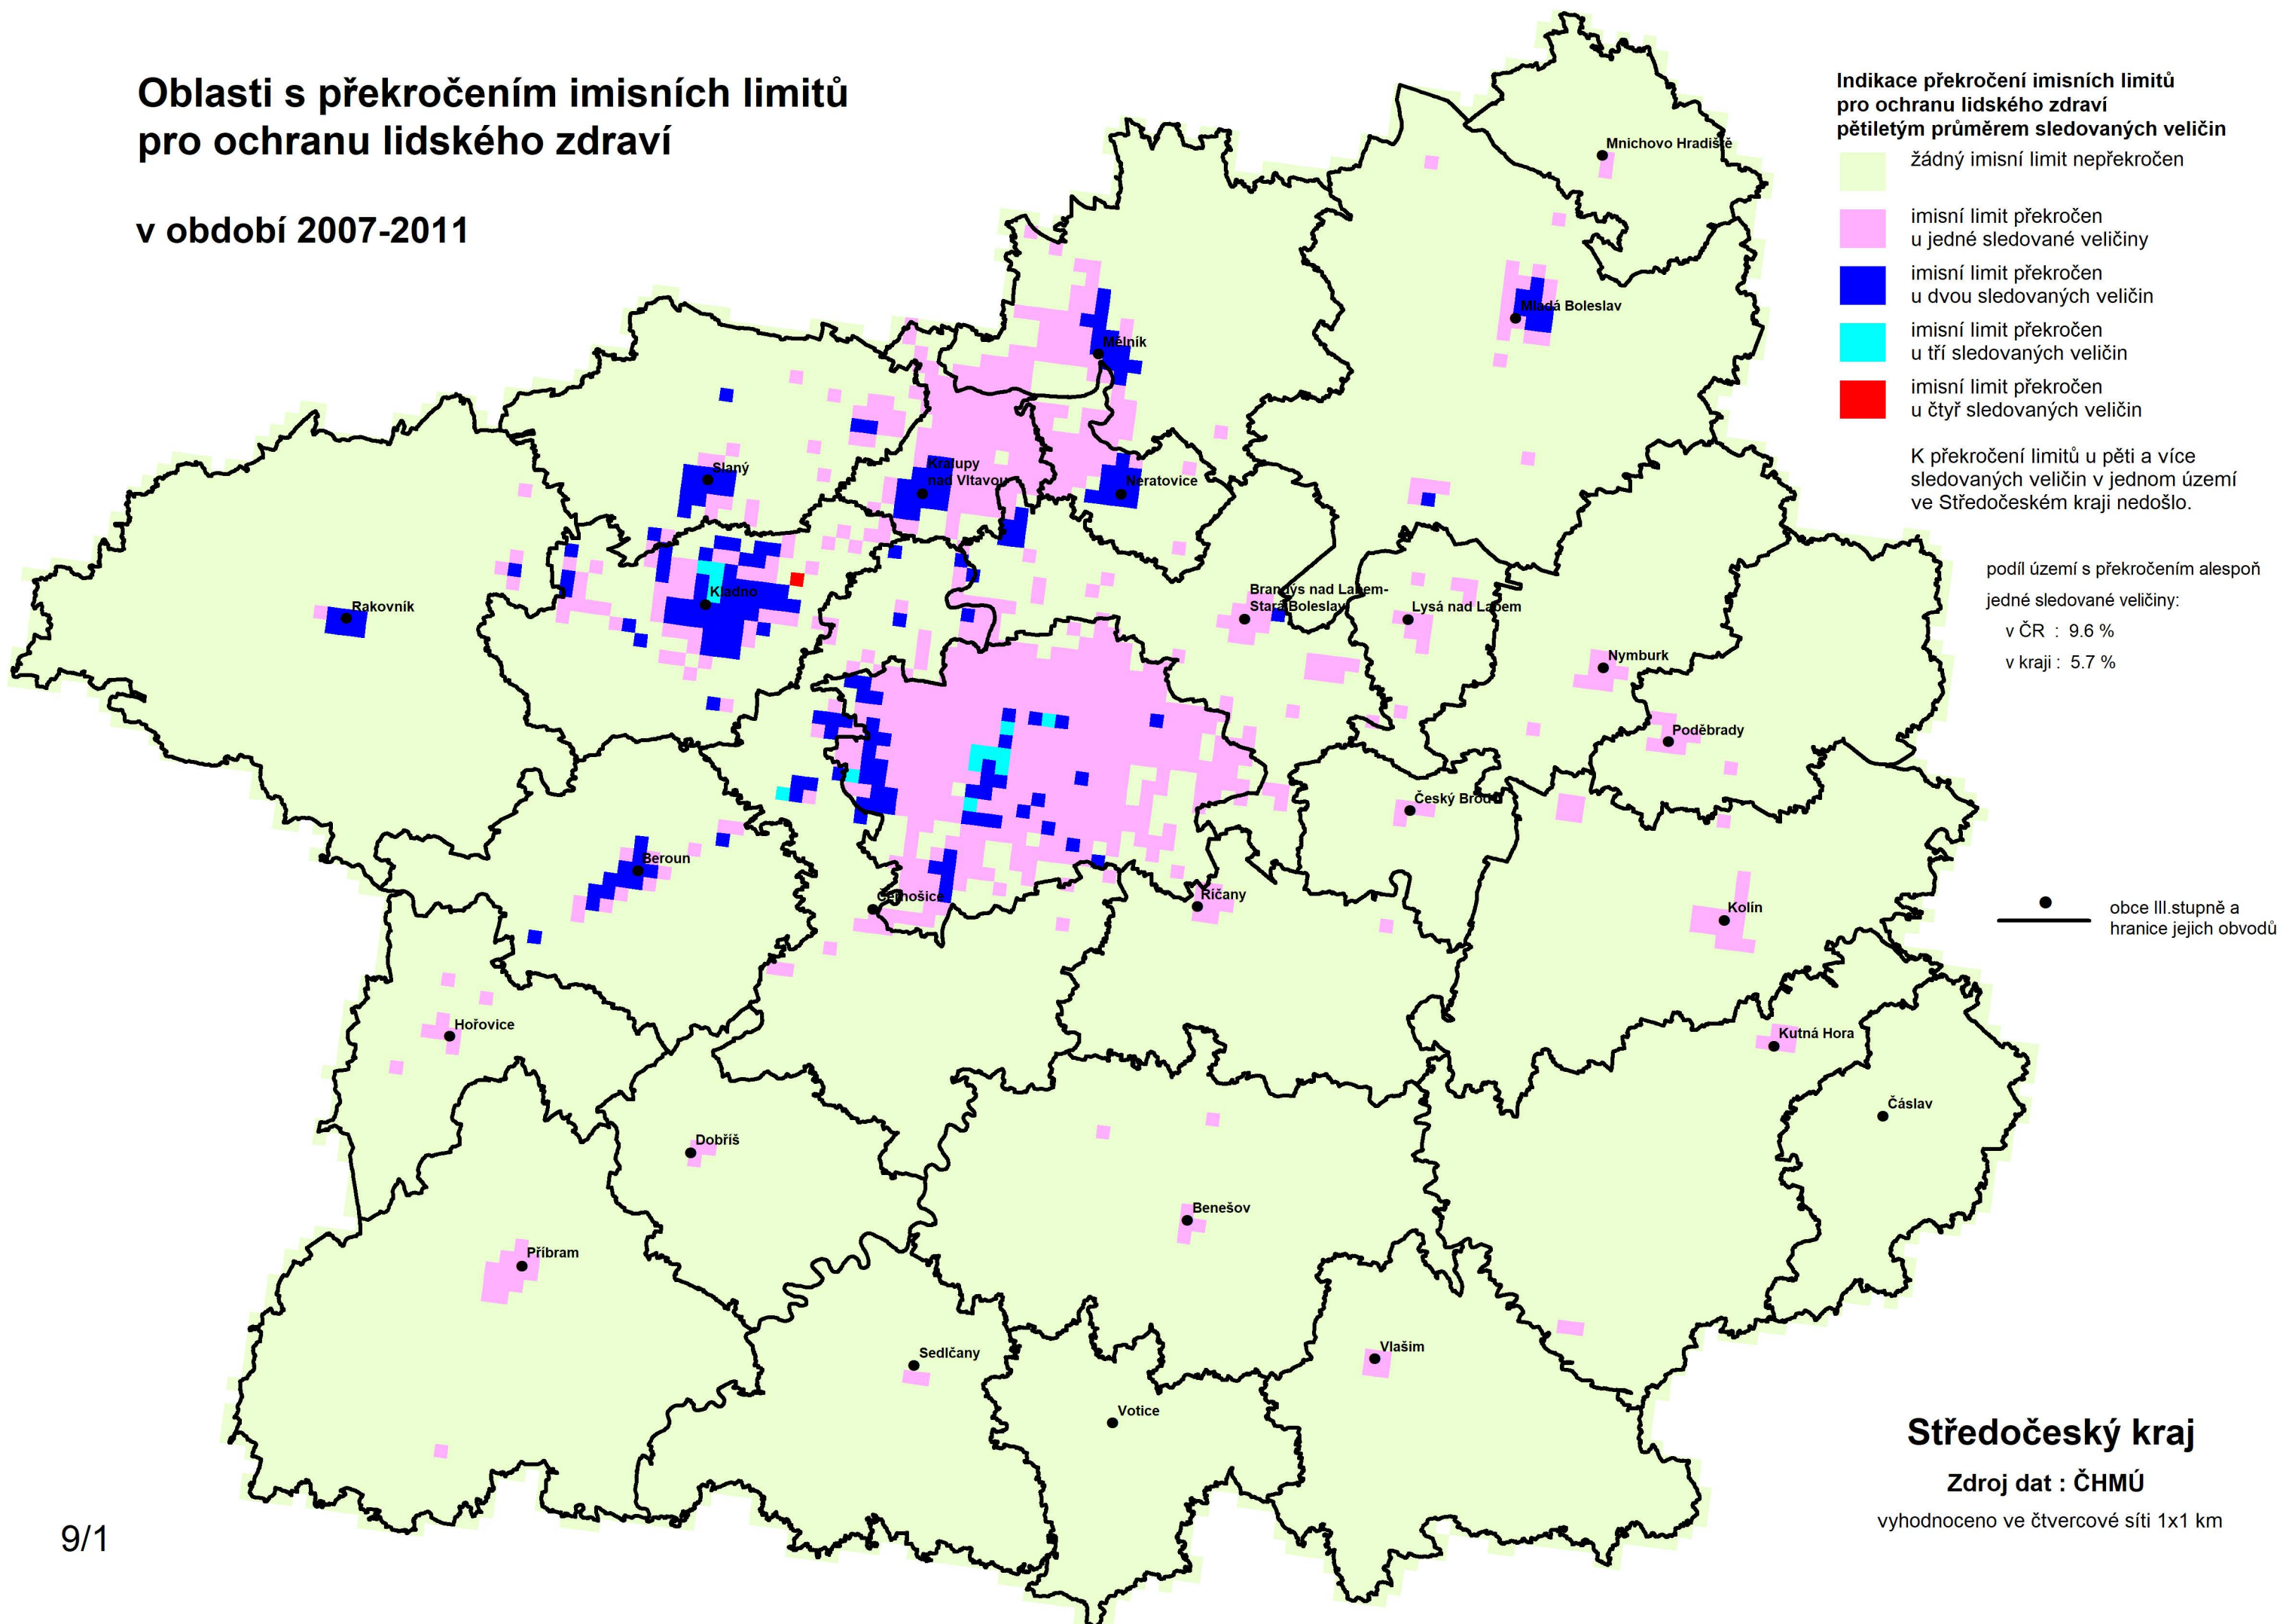 Oblasti s překročením imisních limitů
pro ochranu lidského zdraví
v období 2007-2011
Indikace překročení imisních limitů
pro ochranu lidského zdraví
pětiletým průměrem sledovaných veličin
žádný imisní limit nepřekročen
imisní limit překročen
u jedné sledované veličiny
imisní limit překročen
u dvou sledovaných veličin
imisní limit překročen
u tří sledovaných veličin
imisní limit překročen
u čtyř sledovaných veličin
K překročení limitů u pěti a více
sledovaných veličin v jednom území
ve Středočeském kraji nedošlo.
podíl území s překročením alespoň
jedné sledované veličiny:
v ČR : 9.6 %
v kraji : 5.7 %
obce III.stupně a
hranice jejich obvodů
Mnichovo Hradiště
Mladá Boleslav
Mělník
Slaný
Kralupy
nad Vltavou
Neratovice
Rakovník
Kladno
Brandýs nad Labem-
Stará Boleslav
Lysá nad Labem
Nymburk
Poděbrady
Český Brod
Beroun
Černošice
Říčany
Kolín
Hořovice
Kutná Hora
Čáslav
Dobříš
Benešov
Příbram
Sedlčany
Vlašim
Votice
Středočeský kraj
Zdroj dat : ČHMÚ
vyhodnoceno ve čtvercové síti 1x1 km
9/1